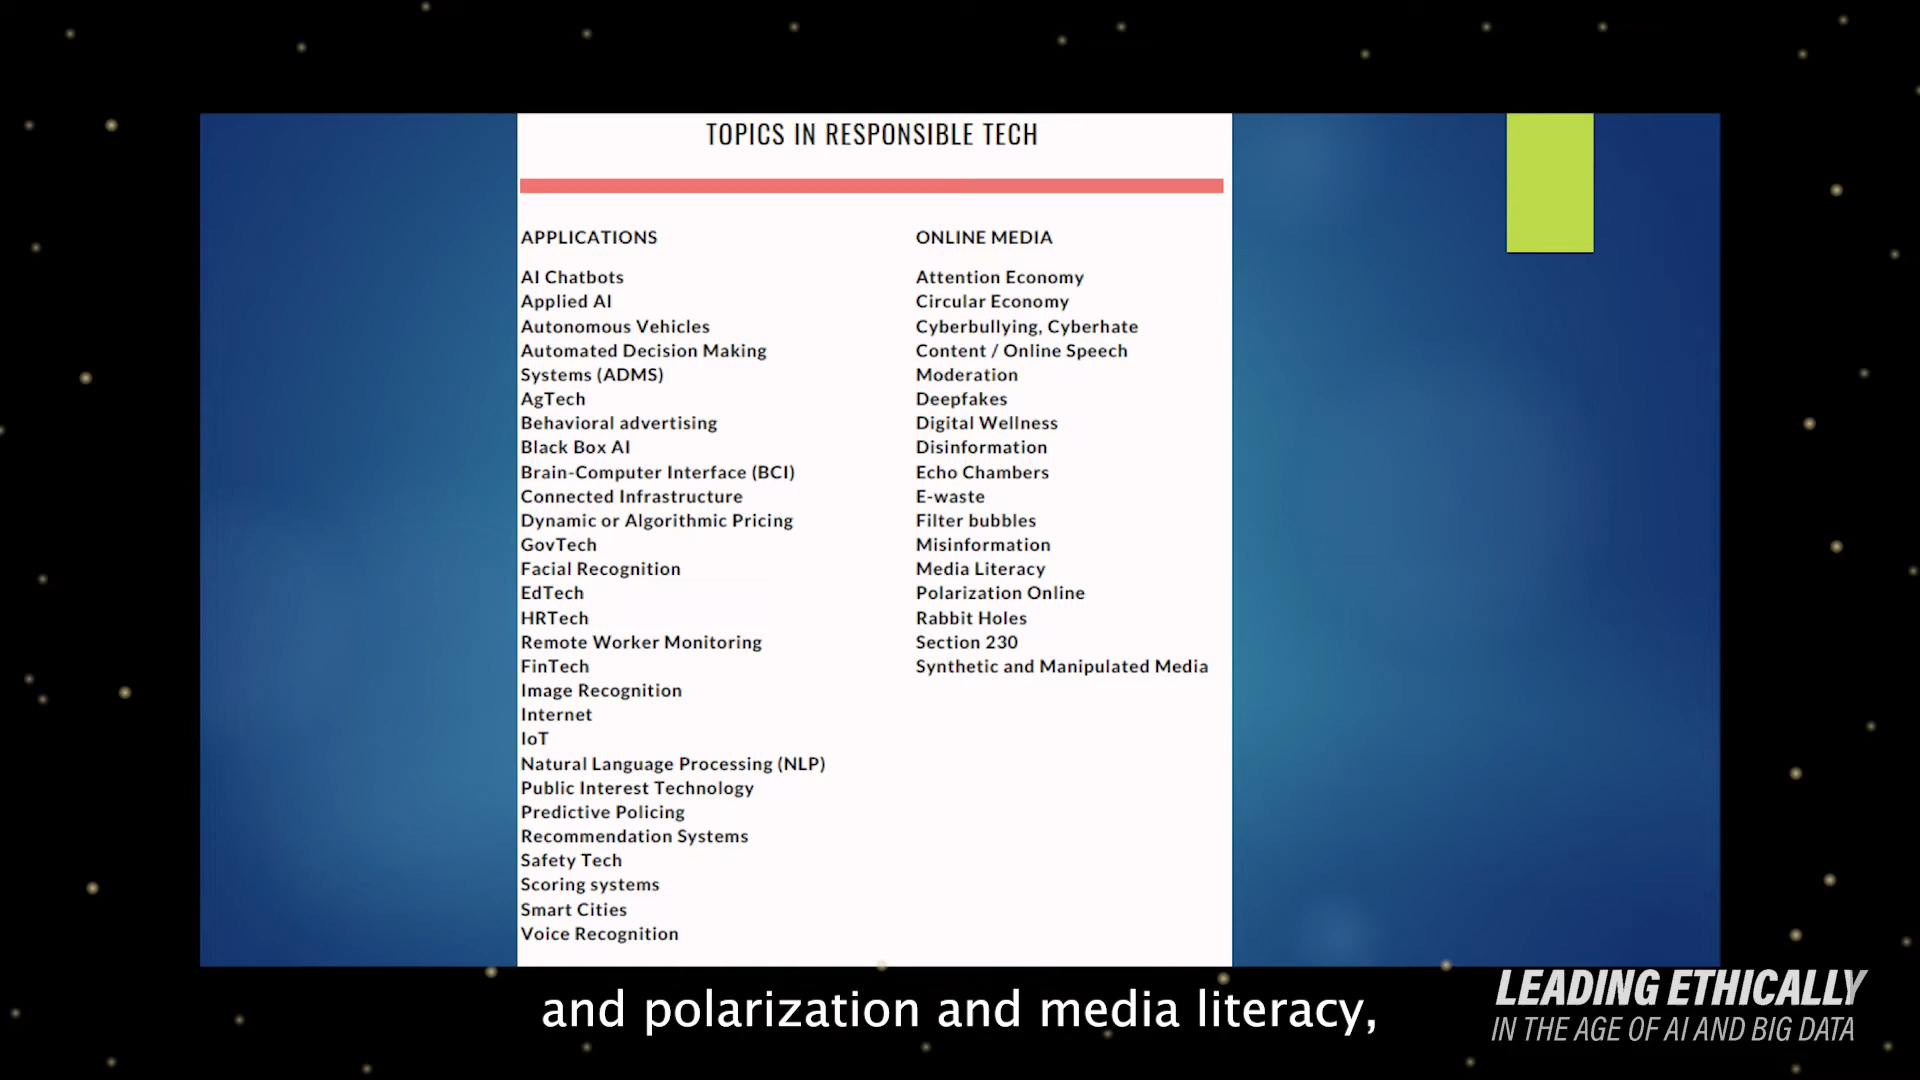 TOPICS IN RESPONSIBLE TECH
APPLICATIONS
AI Chatbots
Applied AI
Autonomous Vehicles
Automated Decision Making
Systems (ADMS)
AgTech
Behavioral advertising
Black Box AI
Brain-Computer Interface (BCI)
Connected Infrastructure
Dynamic or Algorithmic Pricing
GovTech
Facial Recognition
EdTech
HRTech
Remote Worker Monitoring
FinTech
Image Recognition
Internet
IoT
Natural Language Processing (NLP)
Public Interest Technology
Predictive Policing
Recommendation Systems
Safety Tech
Scoring systems
Smart Cities
Voice Recognition
ONLINE MEDIA
Attention Economy
Circular Economy
Cyberbullying, Cyberhate
Content / Online Speech
Moderation
Deepfakes
Digital Wellness
Disinformation
Echo Chambers
E-waste
Filter bubbles
Misinformation
Media Literacy
Polarization Online
Rabbit Holes
Section 230
Synthetic and Manipulated Media
and polarization and media literacy,
LEADING ETHICALLY
IN THE AGE OF AI AND BIG DATA